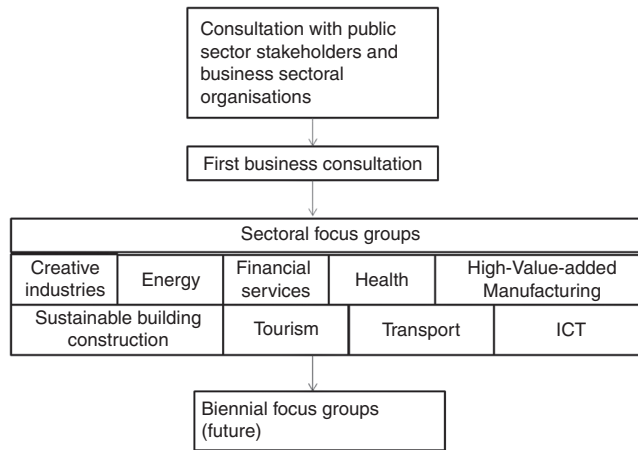 Consultation with public
sector stakeholders and
business sectoral
organisations
First business consultation
Sectoral focus groups
Creative
industries
Energy
Financial
services
Health
High-Value-added
Manufacturing
Sustainable building
construction
Tourism
Transport
ICT
Biennial focus groups
(future)